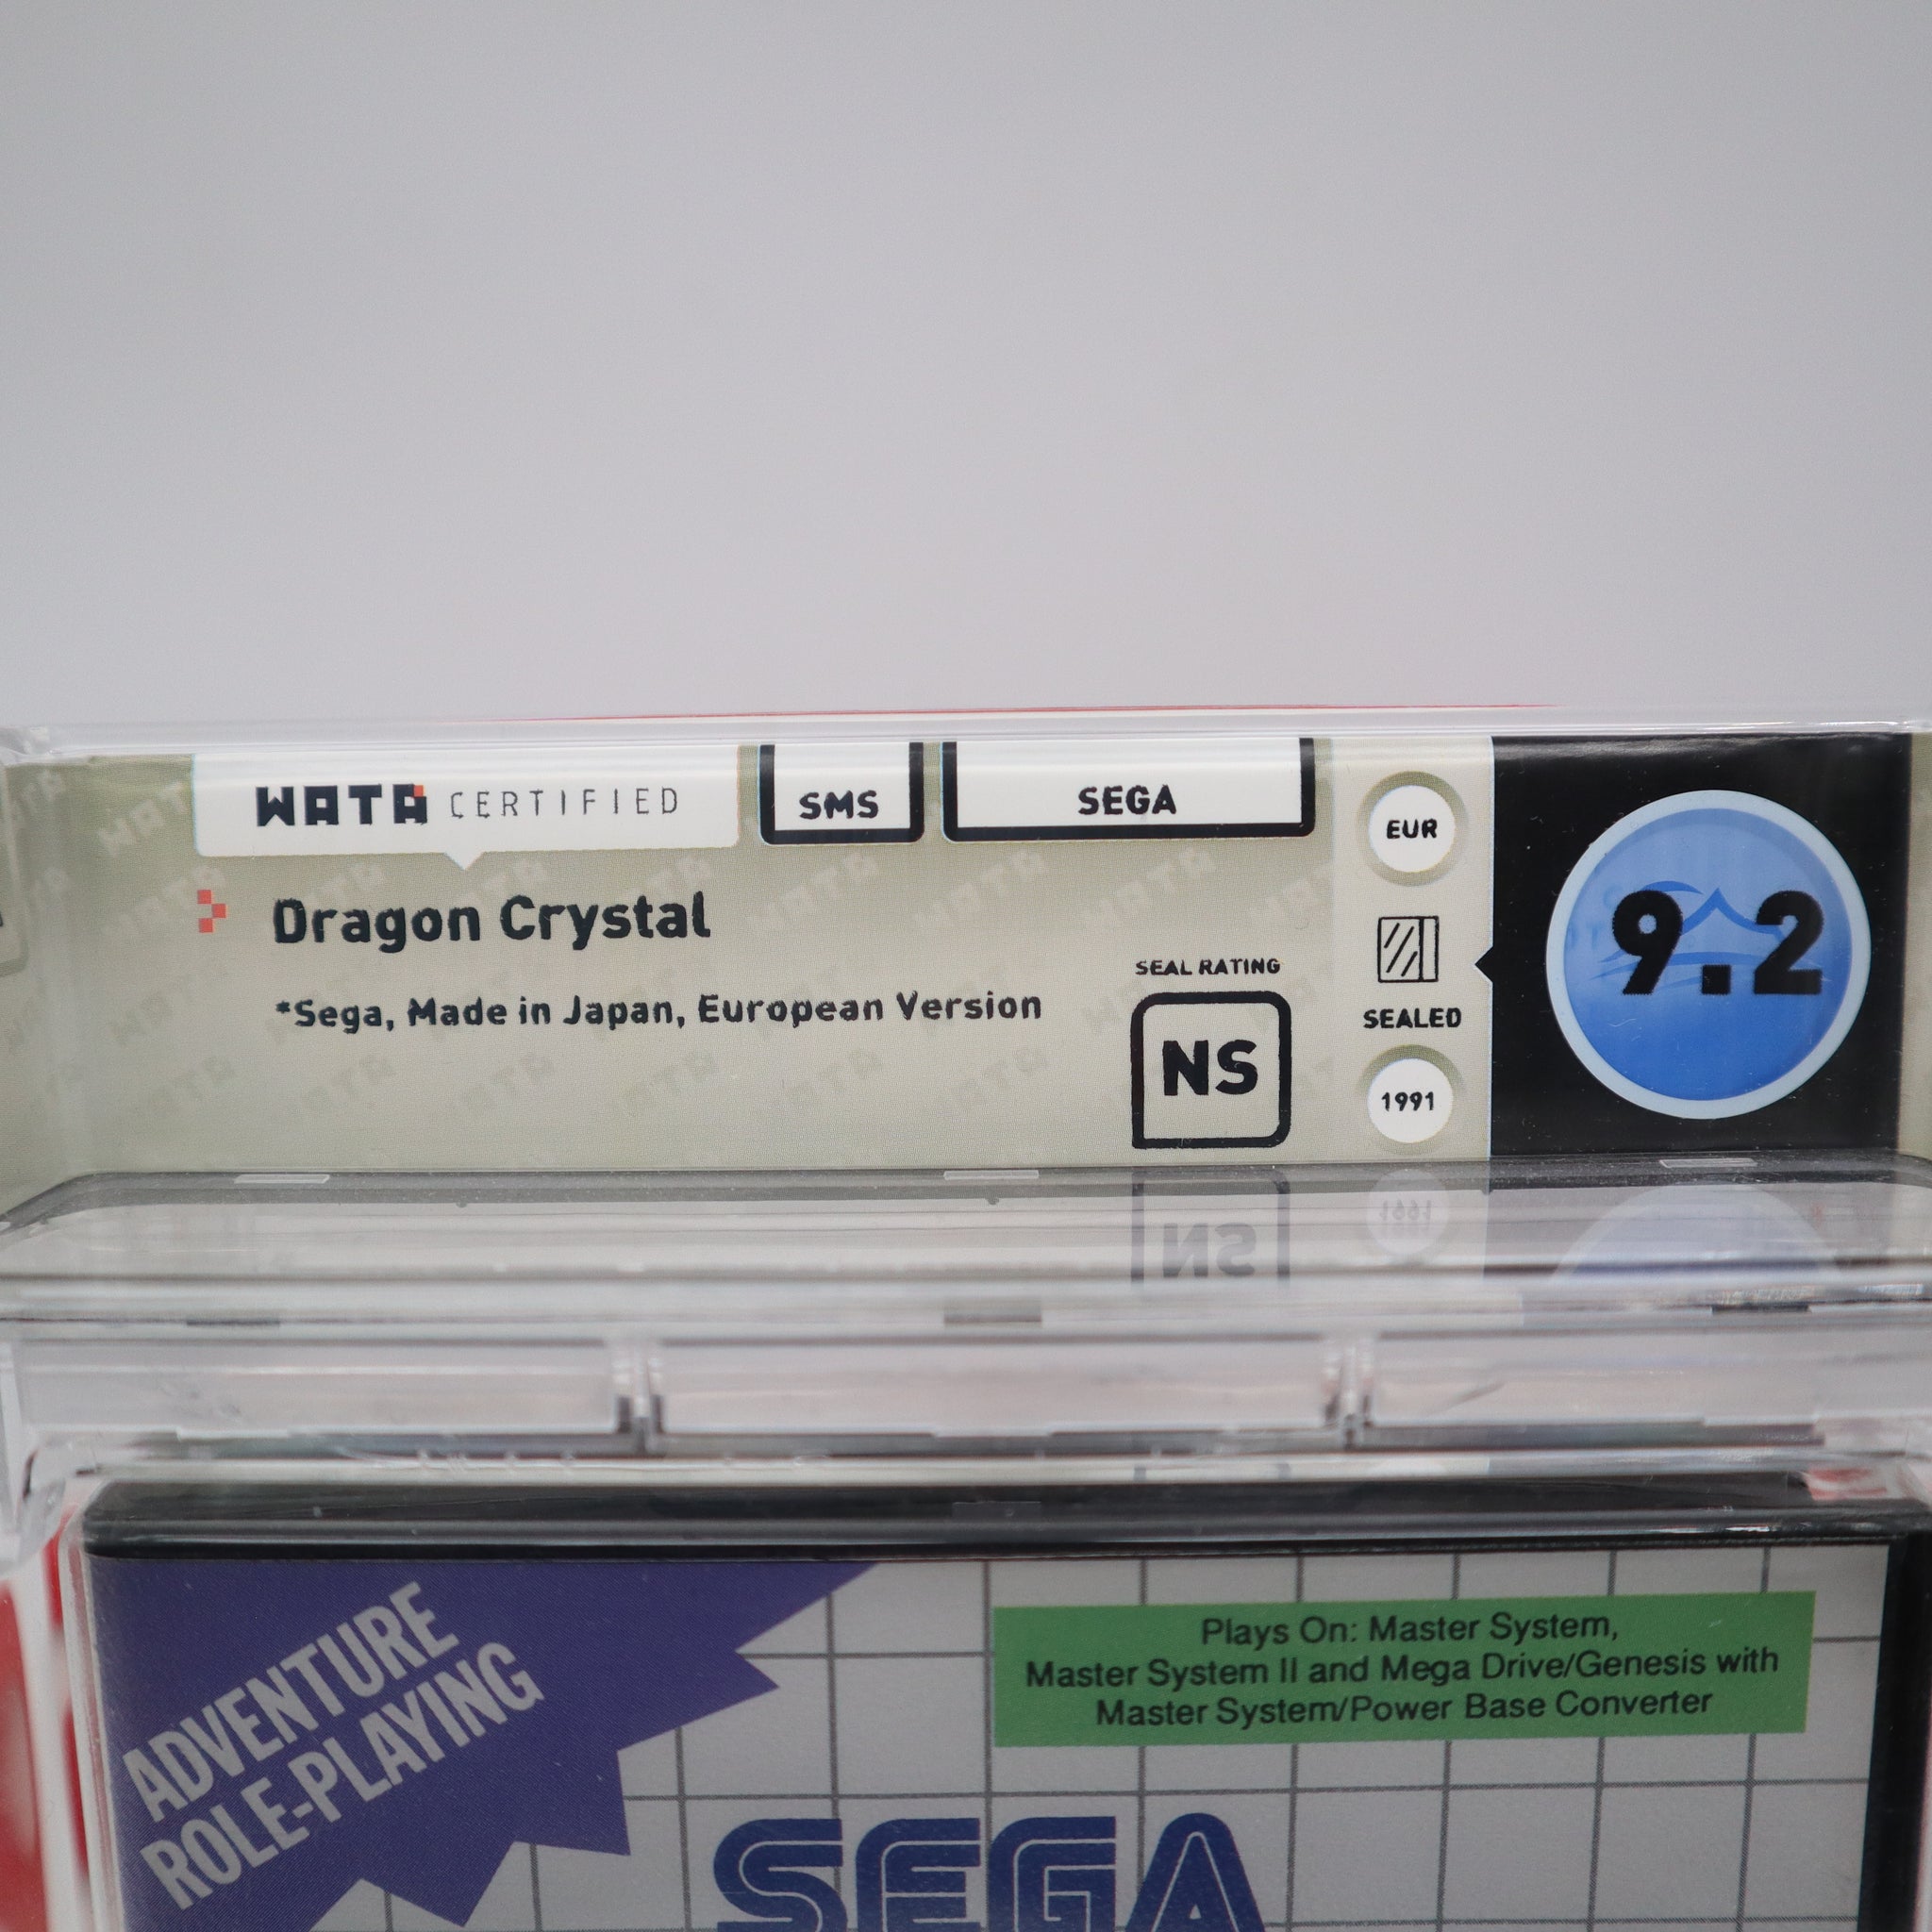 WATA CERTIFIED
SMS
SEGA
EUR
Dragon Crystal
*Sega, Made in Japan, European Version
SEAL RATING
NS
SEALED
1991
9.2
ADVENTURE
ROLE-PLAYING
Plays On: Master System,
Master System II and Mega Drive/Genesis with
Master System/Power Base Converter
SEGA